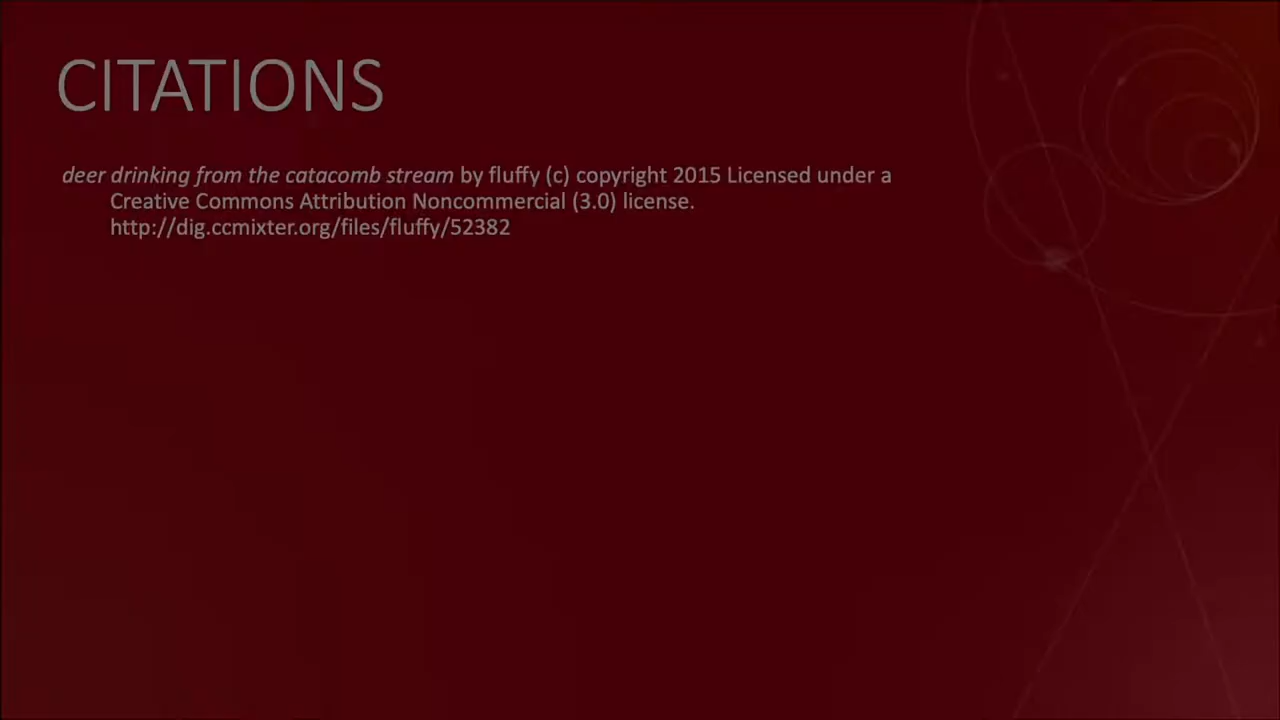 CITATIONS
deer drinking from the catacomb stream by fluffy (c) copyright 2015 Licensed under a
Creative Commons Attribution Noncommercial (3.0) license.
http://dig.ccmixter.org/files/fluffy/52382